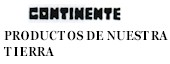 CONTINENTE
PRODUCTOS DE NUESTRA
TIERRA